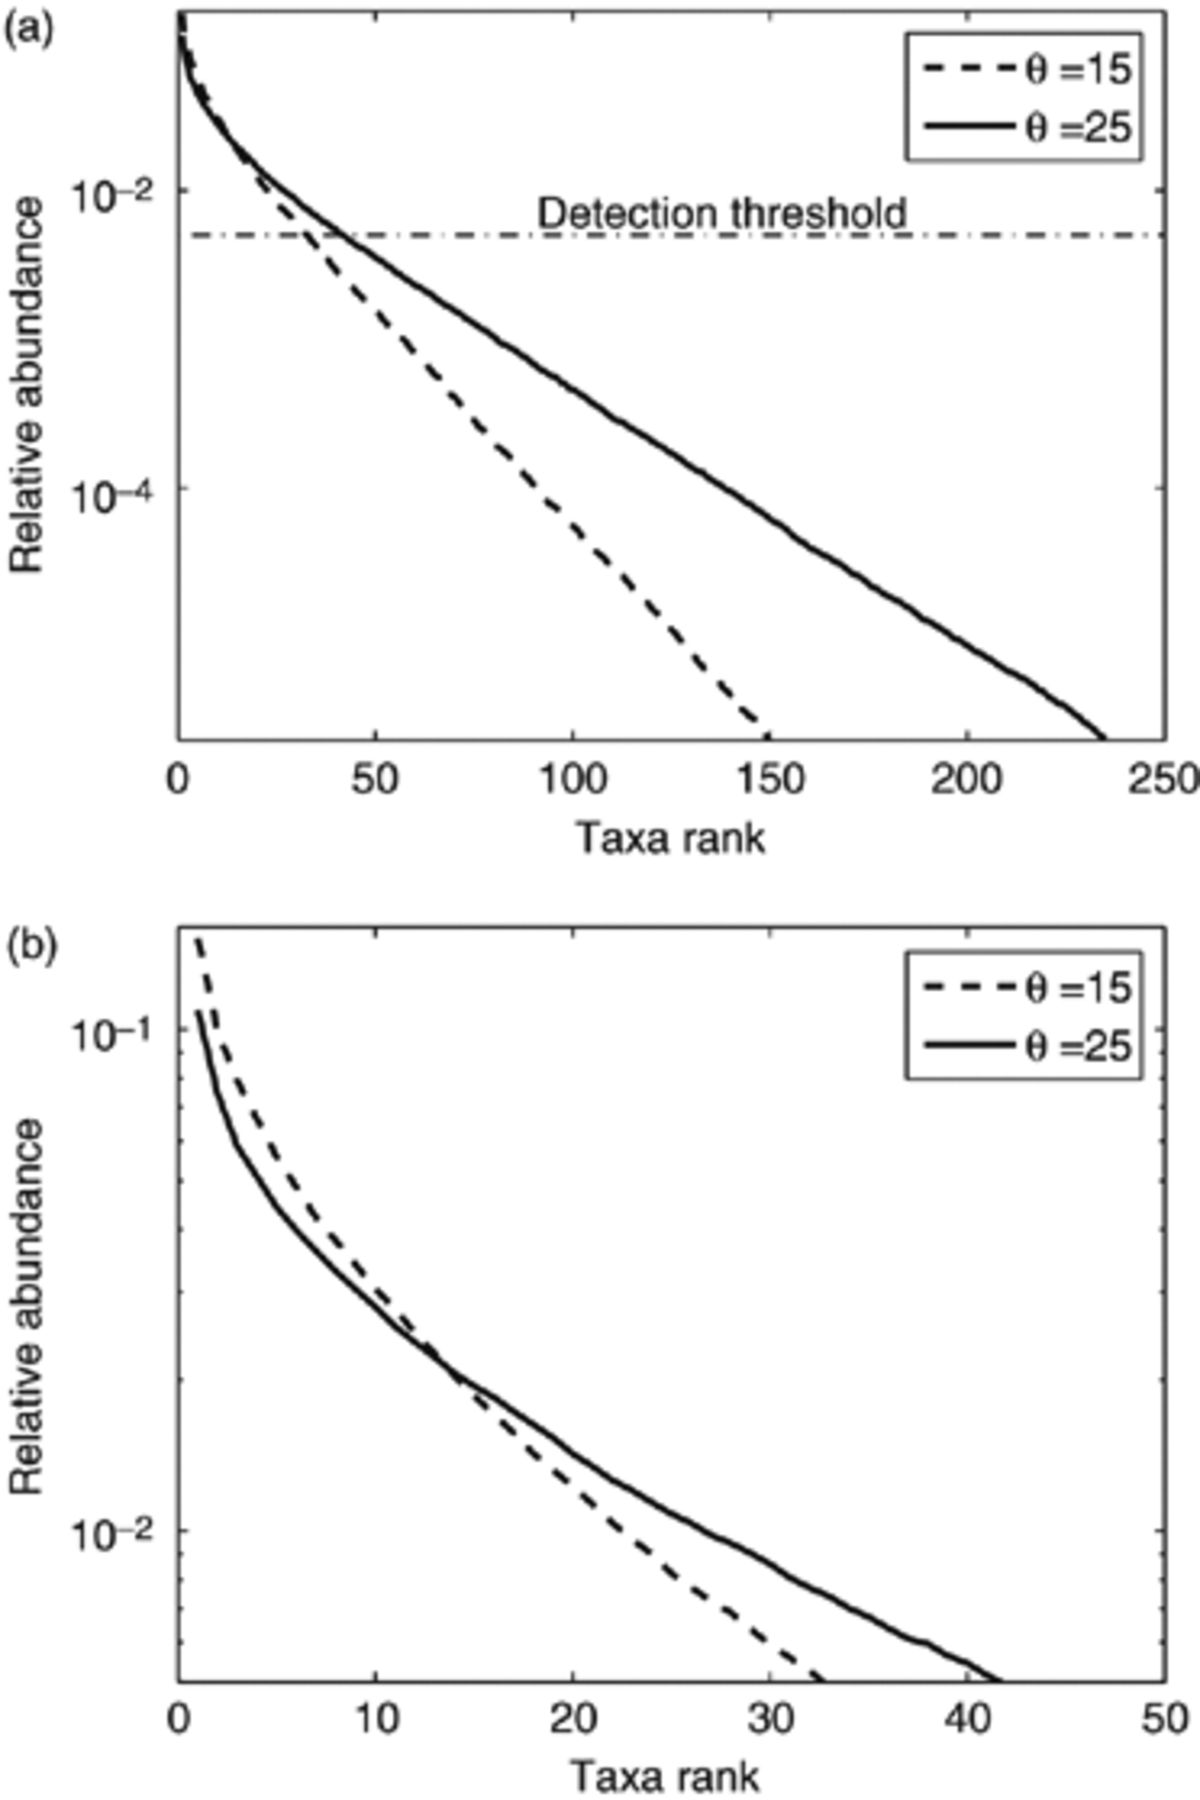 (a)
θ =15
θ =25
Detection threshold
10⁻²
10⁻⁴
Relative abundance
0 50 100 150 200 250
Taxa rank
(b)
θ =15
θ =25
10⁻¹
10⁻²
Relative abundance
0 10 20 30 40 50
Taxa rank